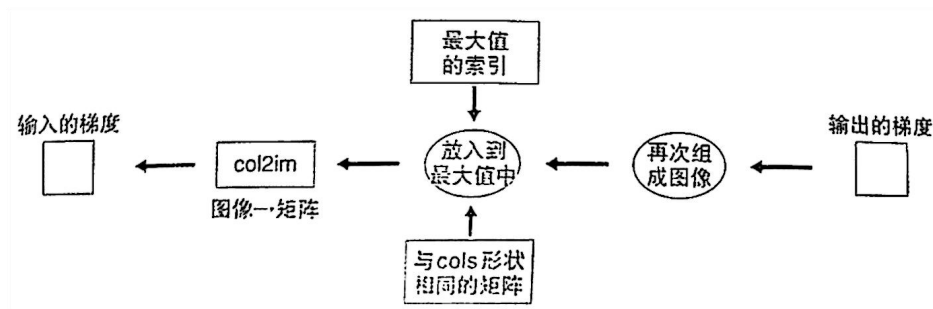 最大值
的索引
输入的梯度
输出的梯度
col2im
放入到
最大值中
再次组
成图像
图像→矩阵
与cols形状
相同的矩阵